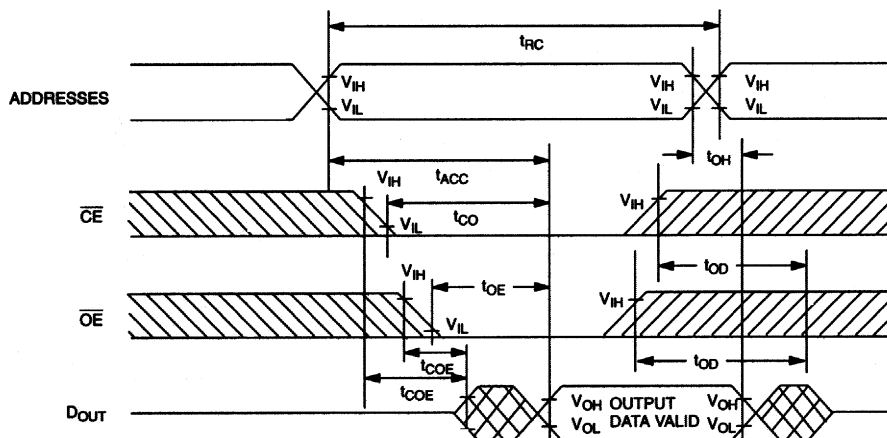 tRC
ADDRESSES
VIH VIH VIH
VIL VIL VIL
tOH
tACC
CE
VIH VIH
tCO
VIL
tOD
OE
VIH tOE VIH
VIL
tCOE tOD
tCOE
DOUT
VOH OUTPUT VOH
VOL DATA VALID VOL